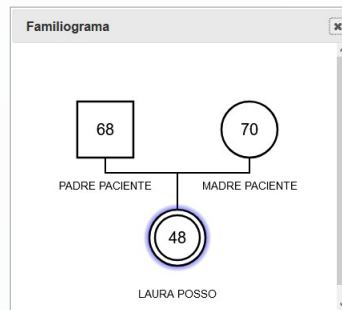 Familiograma
68
70
PADRE PACIENTE
MADRE PACIENTE
48
LAURA POSSO